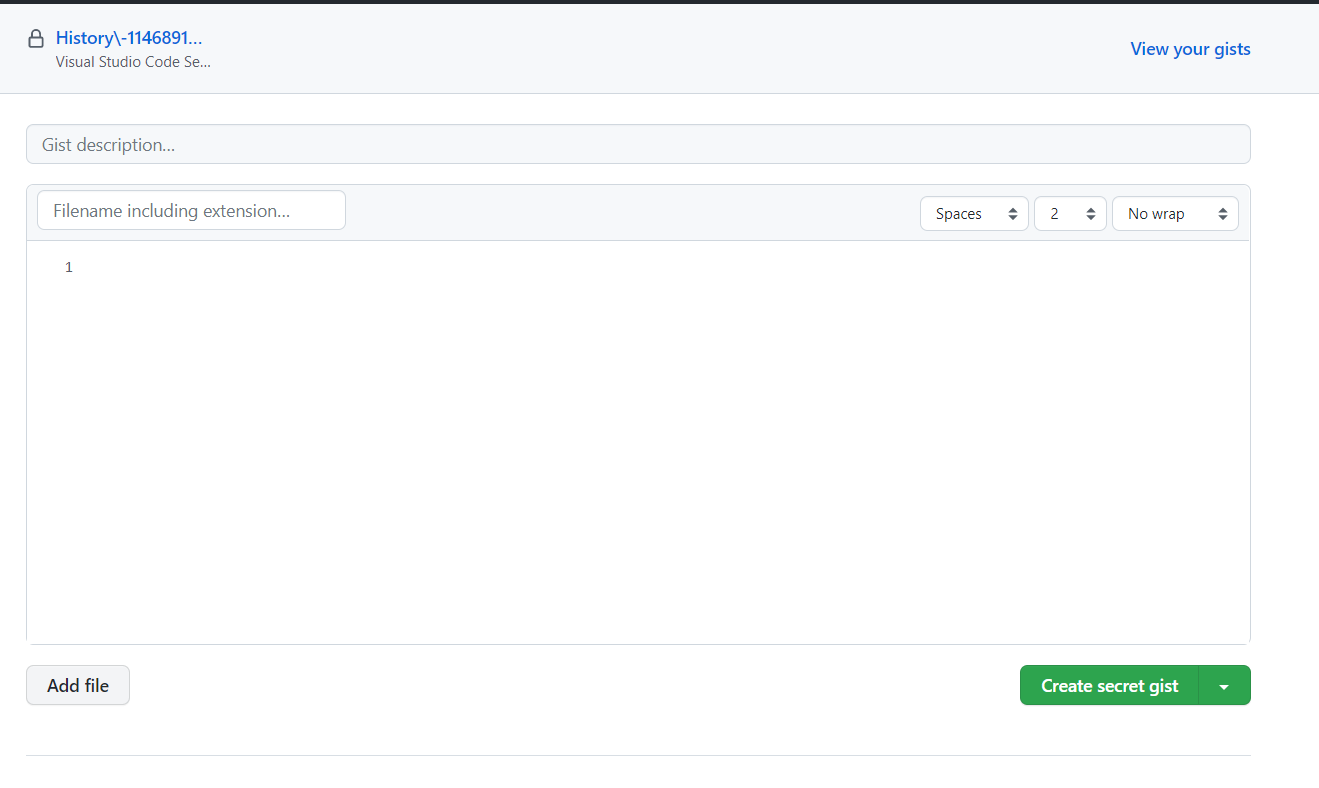 History\-1146891...
Visual Studio Code Se...
View your gists
Gist description...
Filename including extension...
Spaces
2
No wrap
1
Add file
Create secret gist